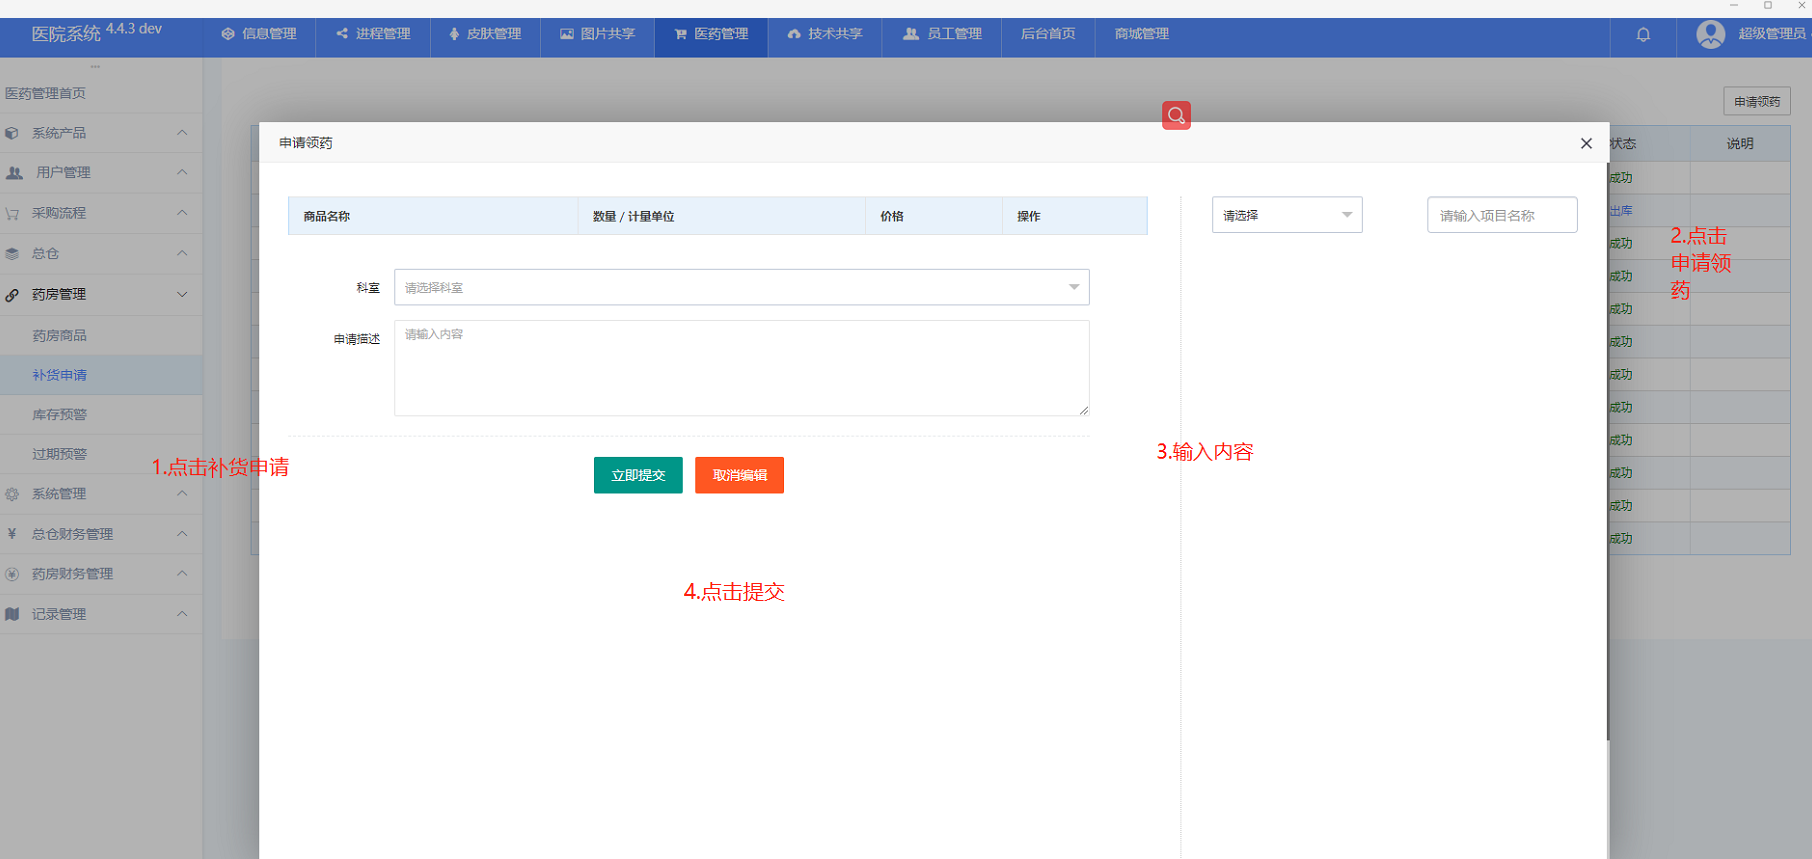 医院系统 4.4.3 dev
信息管理
进程管理
皮肤管理
图片共享
医药管理
技术共享
员工管理
后台首页
商城管理
超级管理员
医药管理首页
系统产品
用户管理
采购流程
总仓
药房管理
药房商品
补货申请
库存预警
过期预警
系统管理
¥ 总仓财务管理
药房财务管理
记录管理
申请领药
状态 说明
成功
出库
成功
成功
成功
成功
成功
成功
成功
成功
成功
成功
申请领药
商品名称 数量 / 计量单位 价格 操作
请选择
请输入项目名称
科室 请选择科室
申请描述 请输入内容
立即提交 取消编辑
1.点击补货申请
2.点击
申请领
药
3.输入内容
4.点击提交